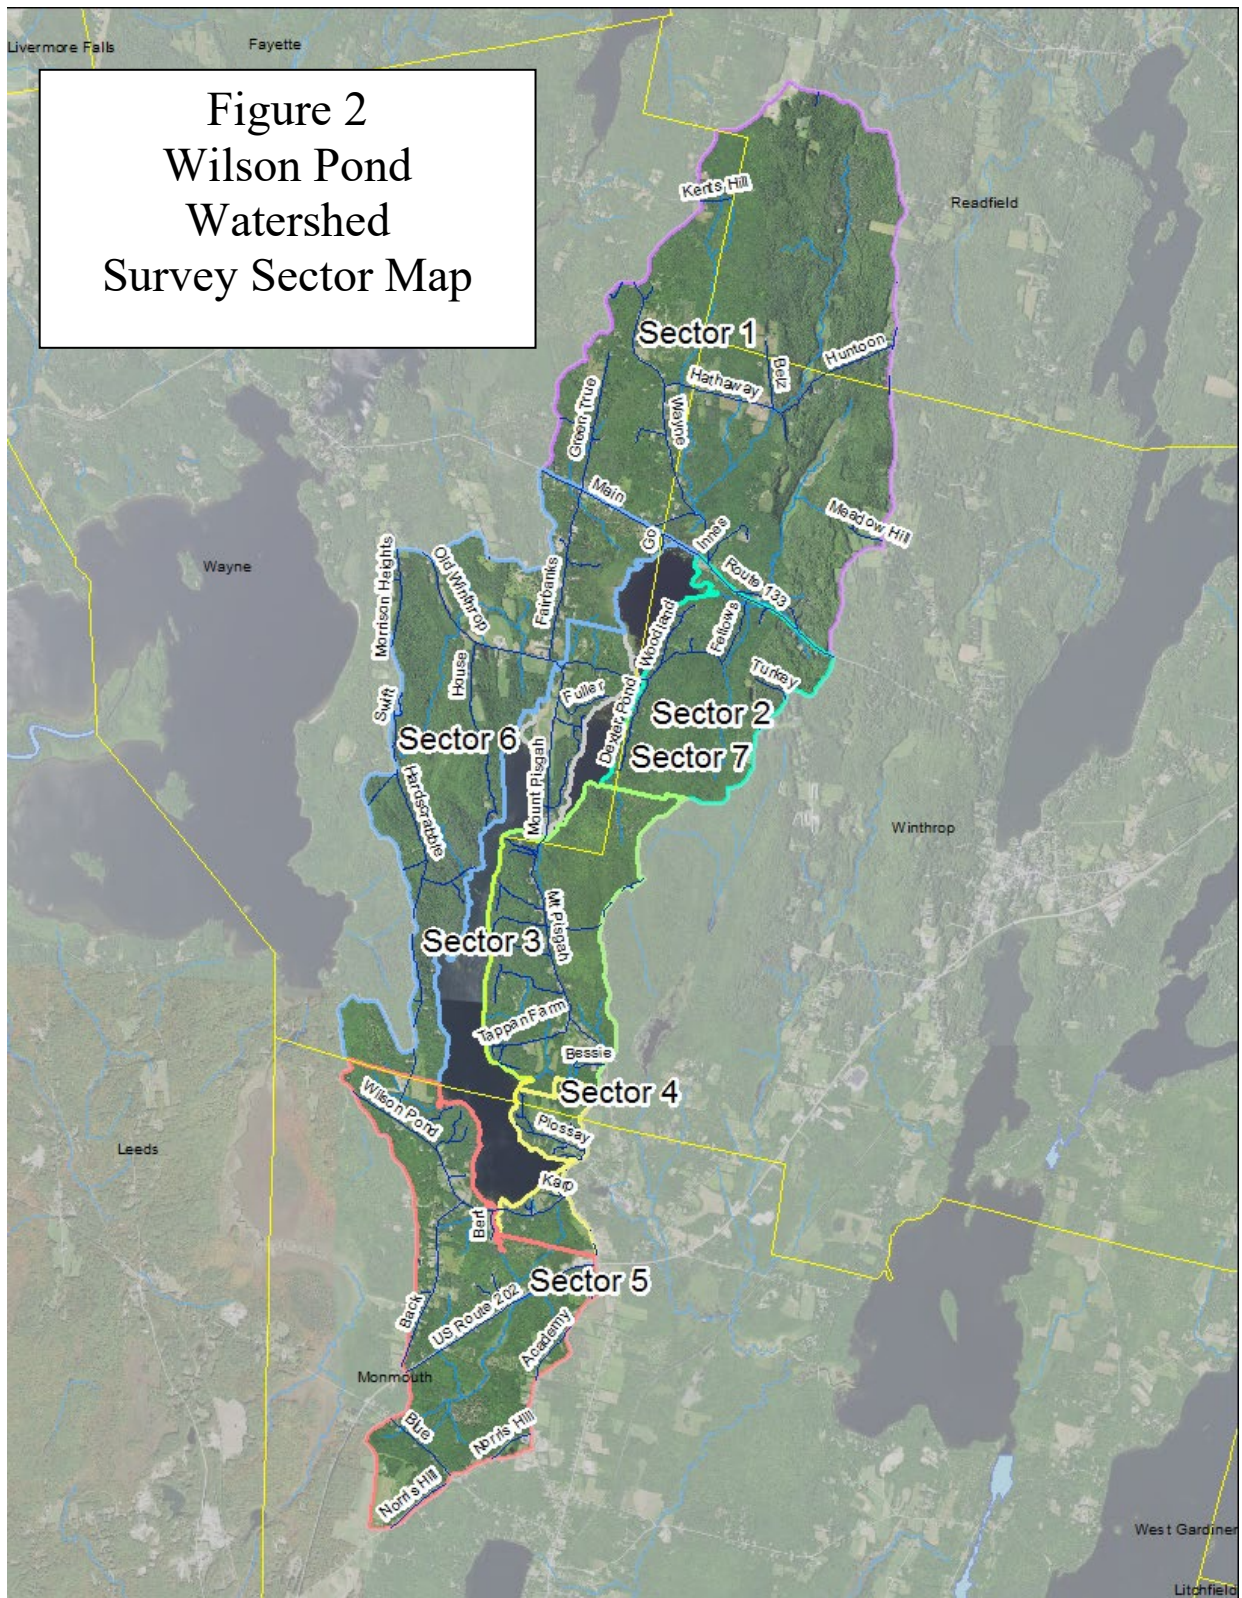 Livermore Falls
Fayette
Figure 2
Wilson Pond
Watershed
Survey Sector Map
Kents Hill
Readfield
Sector 1
Huntoon
Belz
Hathaway
Green True
Wayne
Main
Meadow Hill
Go
Innes
Route 133
Wayne
Morrison Heights
Old Winthrop
Fairbanks
Woodland
Fellows
House
Turkey
Fuller
Swift
Dexter Pond
Sector 2
Sector 6
Sector 7
Mount Pisgah
Hardscrabble
Winthrop
Mt Pisgah
Sector 3
Tappan Farm
Bessie
Sector 4
Wilson Pond
Plossay
Leeds
Karp
Bert
Sector 5
Back
US Route 202
Academy
Monmouth
Blue
Norris Hill
Norris Hill
West Gardiner
Litchfield